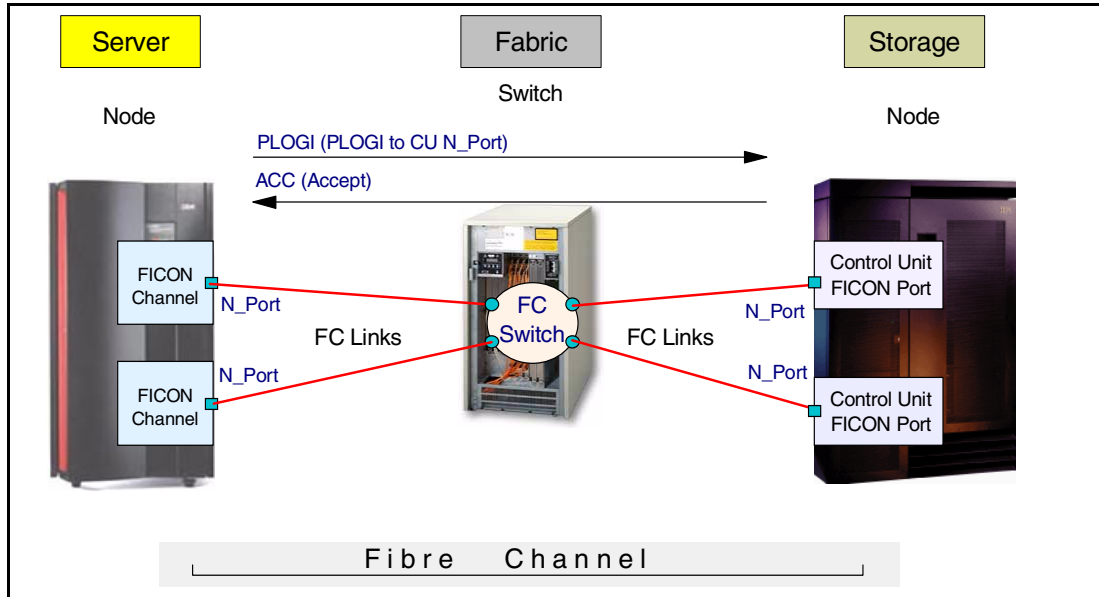 Server
Fabric
Storage
Switch
Node
Node
PLOGI (PLOGI to CU N_Port)
ACC (Accept)
FICON
Channel
N_Port
FC Links
FC
Switch
FC Links
Control Unit
FICON Port
N_Port
FICON
Channel
N_Port
Control Unit
FICON Port
N_Port
Fibre Channel